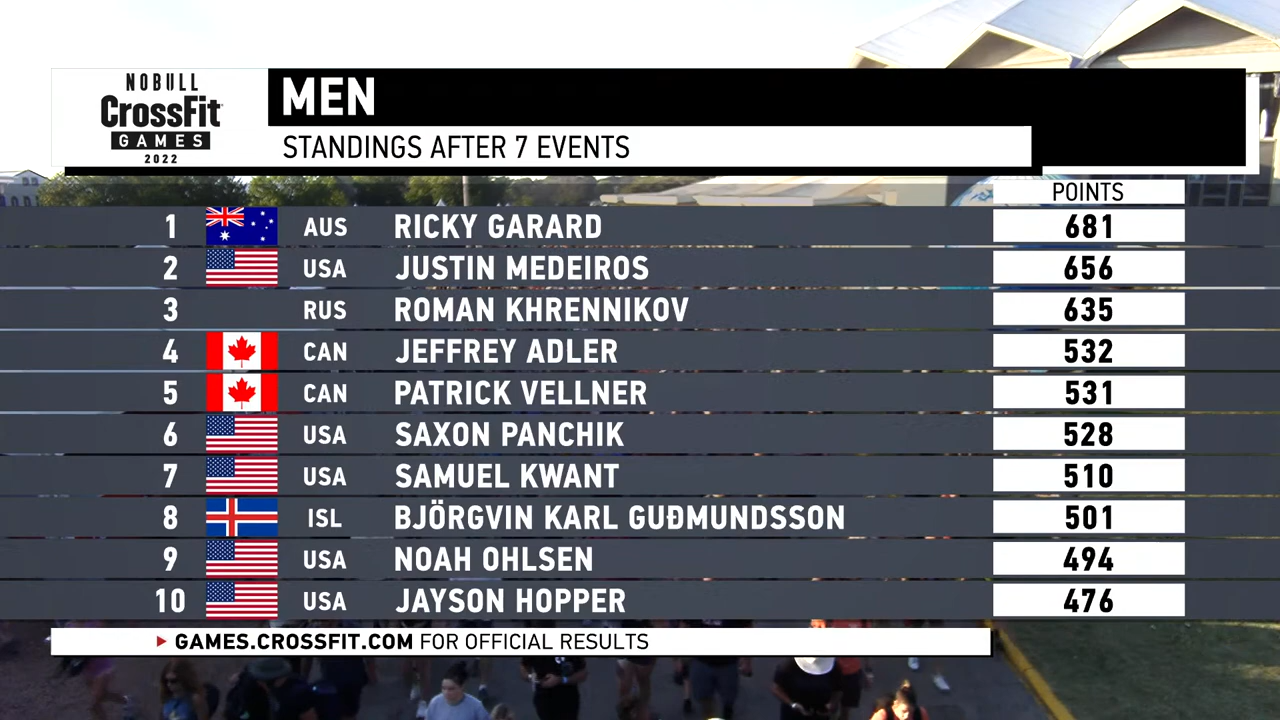 NOBULL
CrossFit
GAMES
2022
MEN
STANDINGS AFTER 7 EVENTS
POINTS
1 AUS RICKY GARARD 681
2 USA JUSTIN MEDEIROS 656
3 RUS ROMAN KHRENNIKOV 635
4 CAN JEFFREY ADLER 532
5 CAN PATRICK VELLNER 531
6 USA SAXON PANCHIK 528
7 USA SAMUEL KWANT 510
8 ISL BJÖRGVIN KARL GUÐMUNDSSON 501
9 USA NOAH OHLSEN 494
10 USA JAYSON HOPPER 476
GAMES.CROSSFIT.COM FOR OFFICIAL RESULTS